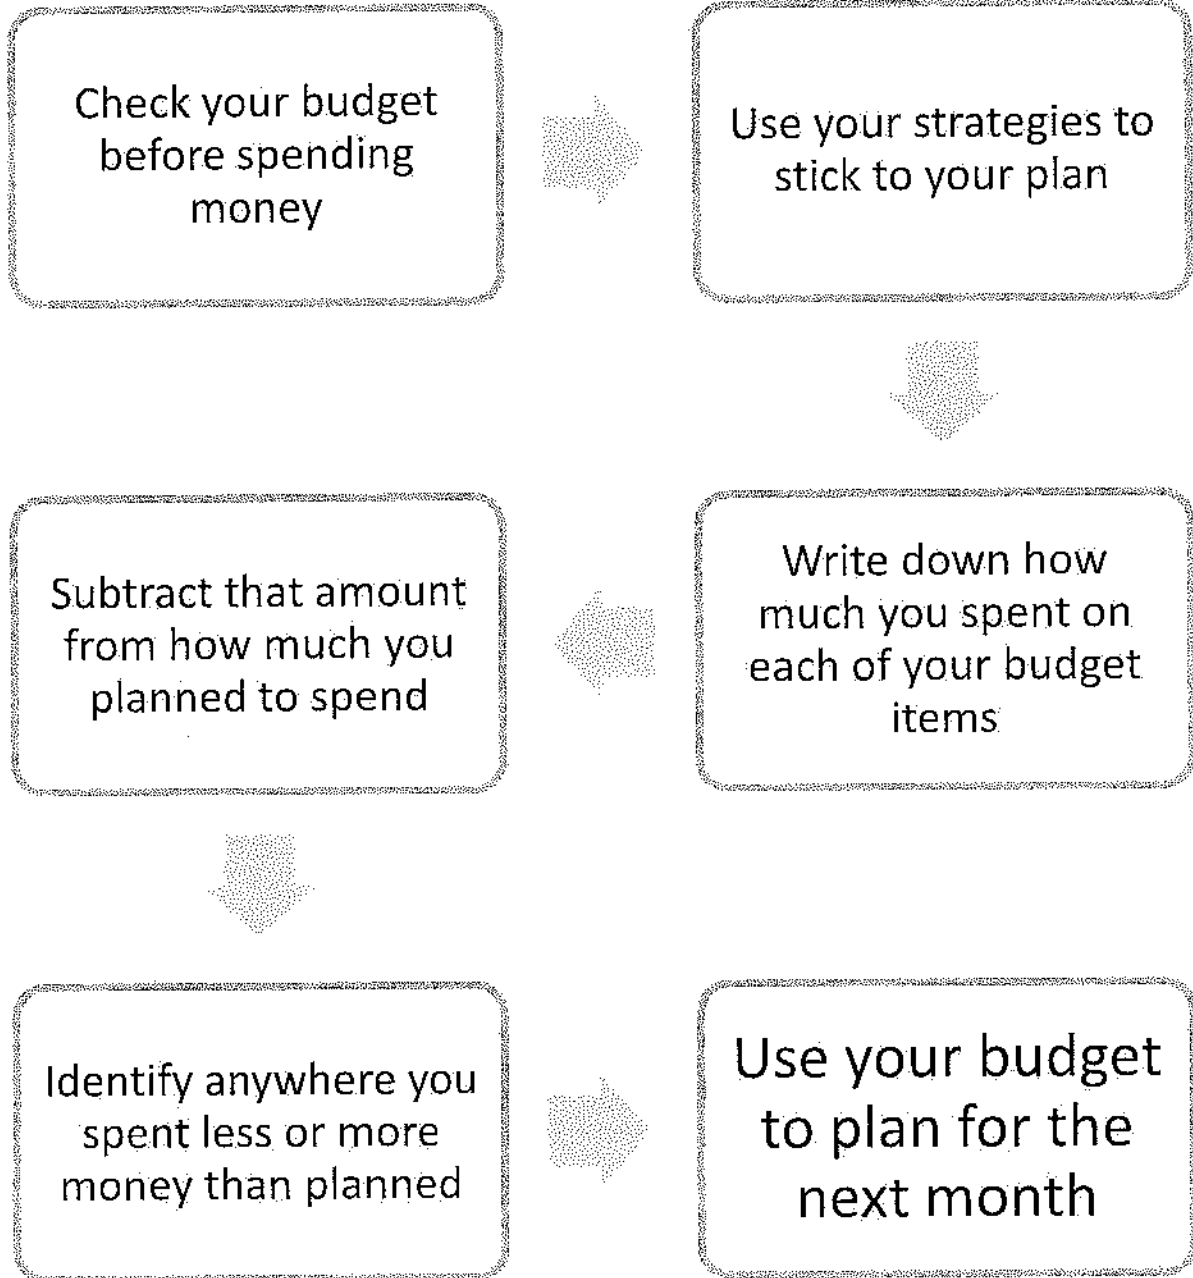 Check your budget
before spending
money
Use your strategies to
stick to your plan
Write down how
much you spent on
each of your budget
items
Subtract that amount
from how much you
planned to spend
Identify anywhere you
spent less or more
money than planned
Use your budget
to plan for the
next month